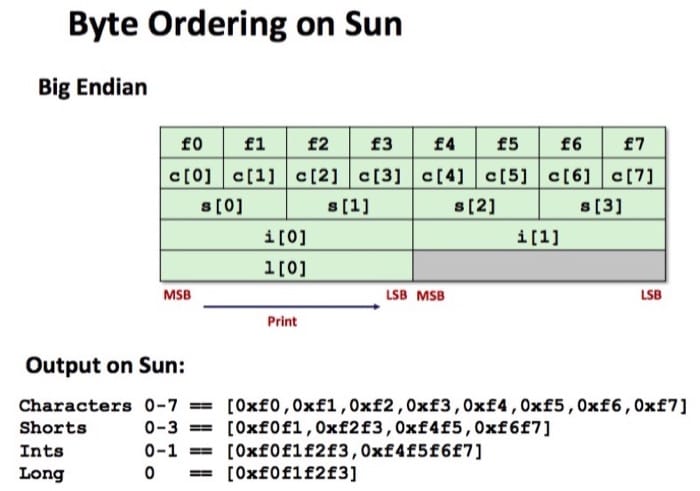 Byte Ordering on Sun
Big Endian
f0 f1 f2 f3 f4 f5 f6 f7
c[0] c[1] c[2] c[3] c[4] c[5] c[6] c[7]
s[0] s[1] s[2] s[3]
i[0] i[1]
l[0]
MSB LSB MSB LSB
Print
Output on Sun:
Characters 0-7 == [0xf0,0xf1,0xf2,0xf3,0xf4,0xf5,0xf6,0xf7]
Shorts 0-3 == [0xf0f1,0xf2f3,0xf4f5,0xf6f7]
Ints 0-1 == [0xf0f1f2f3,0xf4f5f6f7]
Long 0 == [0xf0f1f2f3]